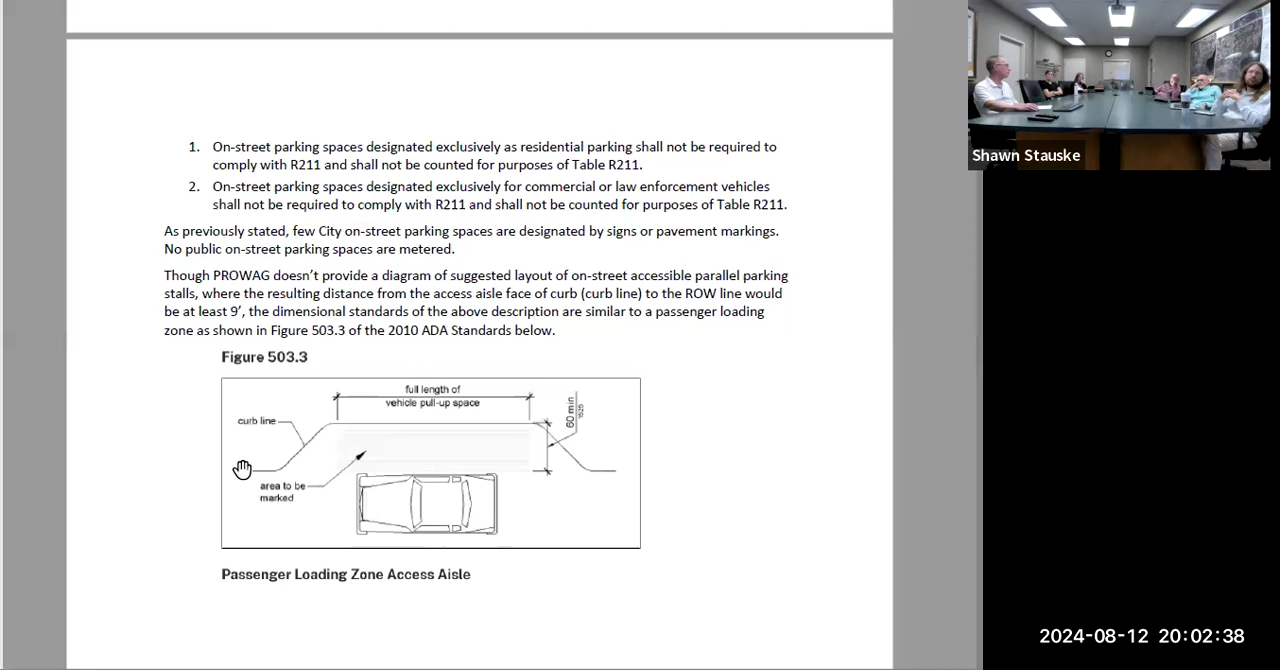 1. On-street parking spaces designated exclusively as residential parking shall not be required to
comply with R211 and shall not be counted for purposes of Table R211.
2. On-street parking spaces designated exclusively for commercial or law enforcement vehicles
shall not be required to comply with R211 and shall not be counted for purposes of Table R211.
As previously stated, few City on-street parking spaces are designated by signs or pavement markings.
No public on-street parking spaces are metered.
Though PROWAG doesn't provide a diagram of suggested layout of on-street accessible parallel parking
stalls, where the resulting distance from the access aisle face of curb (curb line) to the ROW line would
be at least 9', the dimensional standards of the above description are similar to a passenger loading
zone as shown in Figure 503.3 of the 2010 ADA Standards below.
Figure 503.3
full length of
vehicle pull-up space
60 min
1525
curb line
area to be
marked
Passenger Loading Zone Access Aisle
Shawn Stauske
2024-08-12 20:02:38